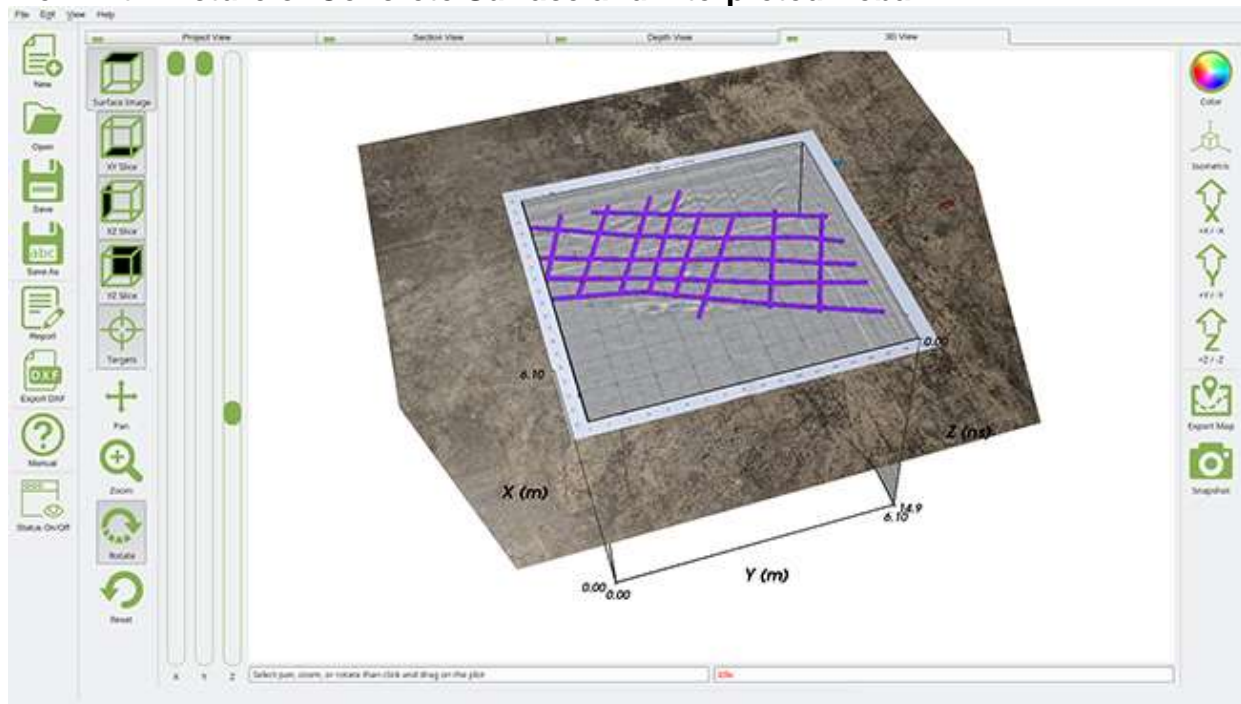 File Edit View Help
Project View
Section View
Depth View
3D View
New
Open
Save
abc
Save As
Report
DXF
Export DXF
Manual
Status On/Off
Surface Image
XY Slice
XZ Slice
YZ Slice
Targets
Pan
Zoom
Rotate
Reset
X Y Z
6.10
X (m)
0.00
Z (ns)
14.9
6.10
Y (m)
0.00
0.00
Select pan, zoom, or rotate than click and drag on the plot
Color
Isometric
X
+X / -X
Y
+Y / -Y
Z
+Z / -Z
Export Map
Snapshot